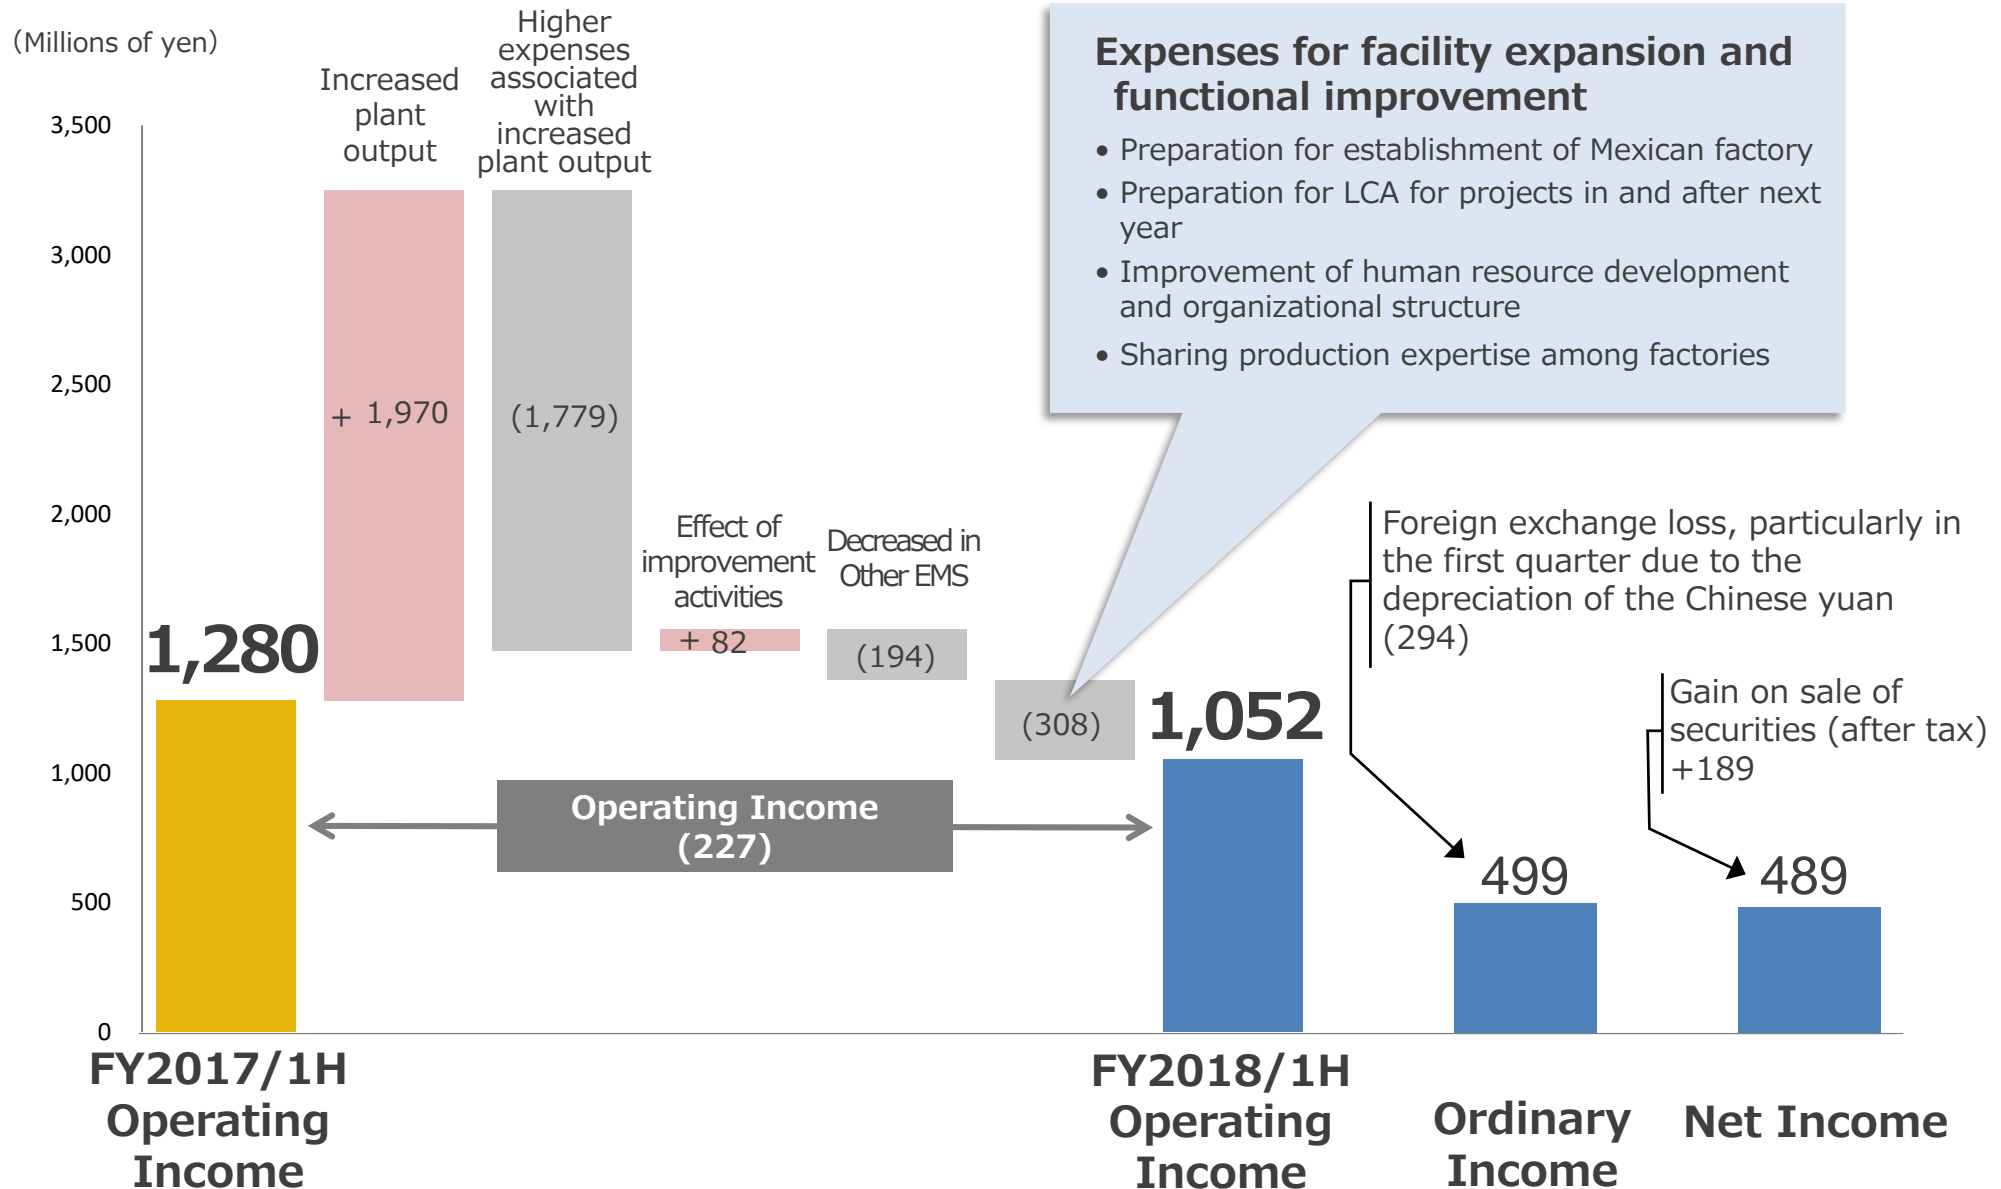 (Millions of yen)
3,500
3,000
2,500
2,000
1,500
1,000
500
0
Increased
plant
output
+ 1,970
Higher
expenses
associated
with
increased
plant output
(1,779)
Effect of
improvement
activities
+ 82
Decreased in
Other EMS
(194)
(308)
Expenses for facility expansion and
functional improvement
• Preparation for establishment of Mexican factory
• Preparation for LCA for projects in and after next
year
• Improvement of human resource development
and organizational structure
• Sharing production expertise among factories
1,280
1,052
Operating Income
(227)
Foreign exchange loss, particularly in
the first quarter due to the
depreciation of the Chinese yuan
(294)
Gain on sale of
securities (after tax)
+189
499
489
FY2017/1H
Operating
Income
FY2018/1H
Operating
Income
Ordinary
Income
Net Income